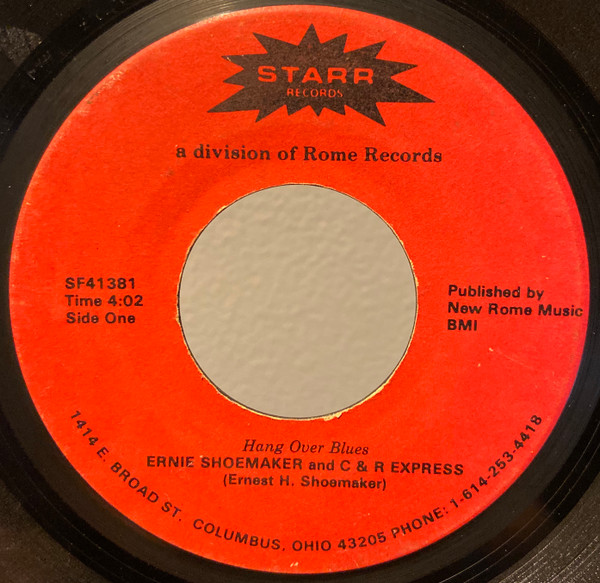 STARR
RECORDS
a division of Rome Records
SF41381
Time 4:02
Side One
Published by
New Rome Music
BMI
Hang Over Blues
ERNIE SHOEMAKER and C & R EXPRESS
(Ernest H. Shoemaker)
1414 E. BROAD ST. COLUMBUS, OHIO 43205 PHONE: 1-614-253-4418